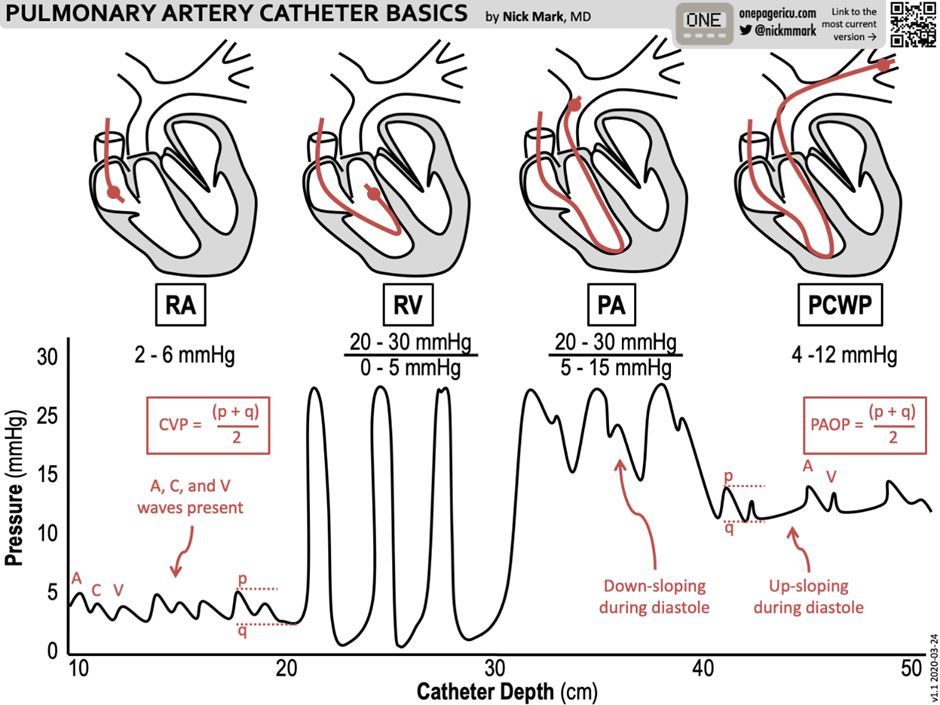 PULMONARY ARTERY CATHETER BASICS by Nick Mark, MD
ONE
onepagericu.com
@nickmmark
Link to the
most current
version →
RA
RV
PA
PCWP
2 - 6 mmHg
20 - 30 mmHg
0 - 5 mmHg
20 - 30 mmHg
5 - 15 mmHg
4 -12 mmHg
CVP = (p + q)
2
PAOP = (p + q)
2
A, C, and V
waves present
A
C
V
p
q
p
q
A
V
Down-sloping
during diastole
Up-sloping
during diastole
Pressure (mmHg)
30
25
15
10
5
0
10
20
30
40
50
Catheter Depth (cm)
v1.1 2020-03-24